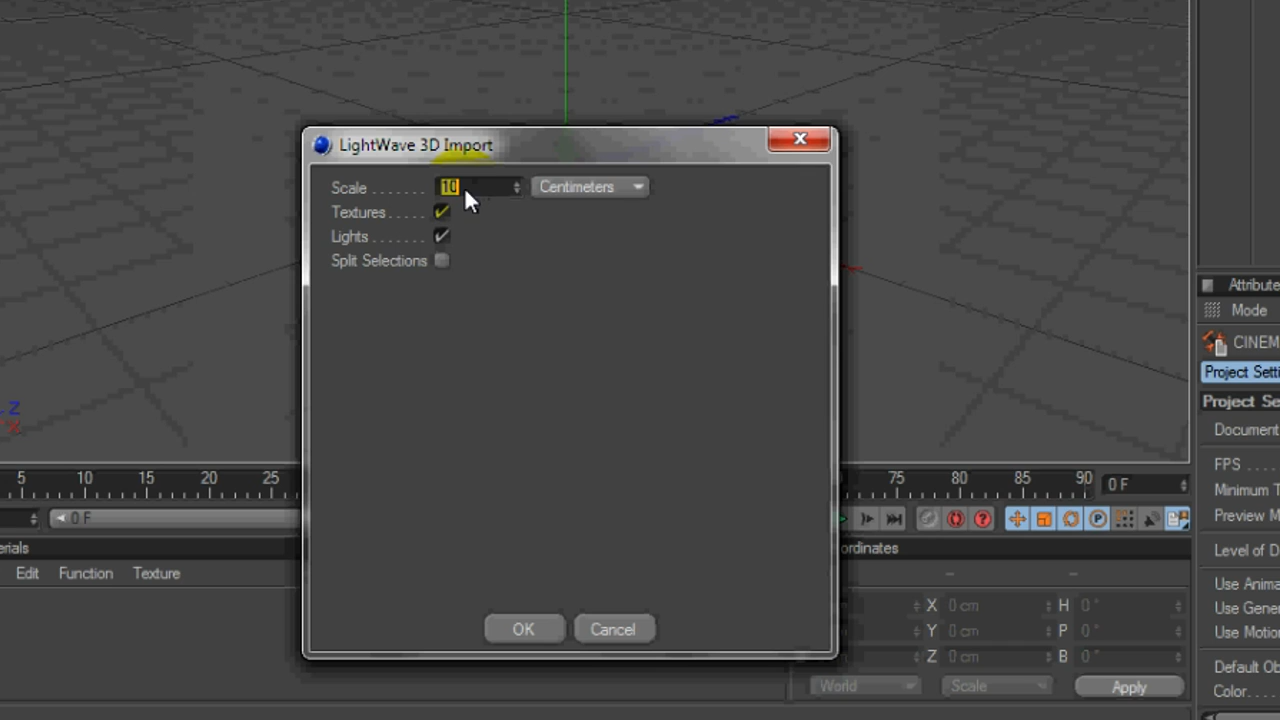 LightWave 3D Import
Scale ....... 10 Centimeters
Textures .....
Lights .......
Split Selections
OK Cancel
Z
X
5 10 15 20 25 75 80 85 90 0 F
0 F
erials
Edit Function Texture
ordinates
X 0 cm H 0 °
Y 0 cm P 0 °
Z 0 cm B 0 °
World Scale Apply
Attribute
Mode
CINEM
Project Setti
Project Se
Document
FPS ....
Minimum T
Preview M
Level of D
Use Anima
Use Gener
Use Motio
Default Ob
Color....